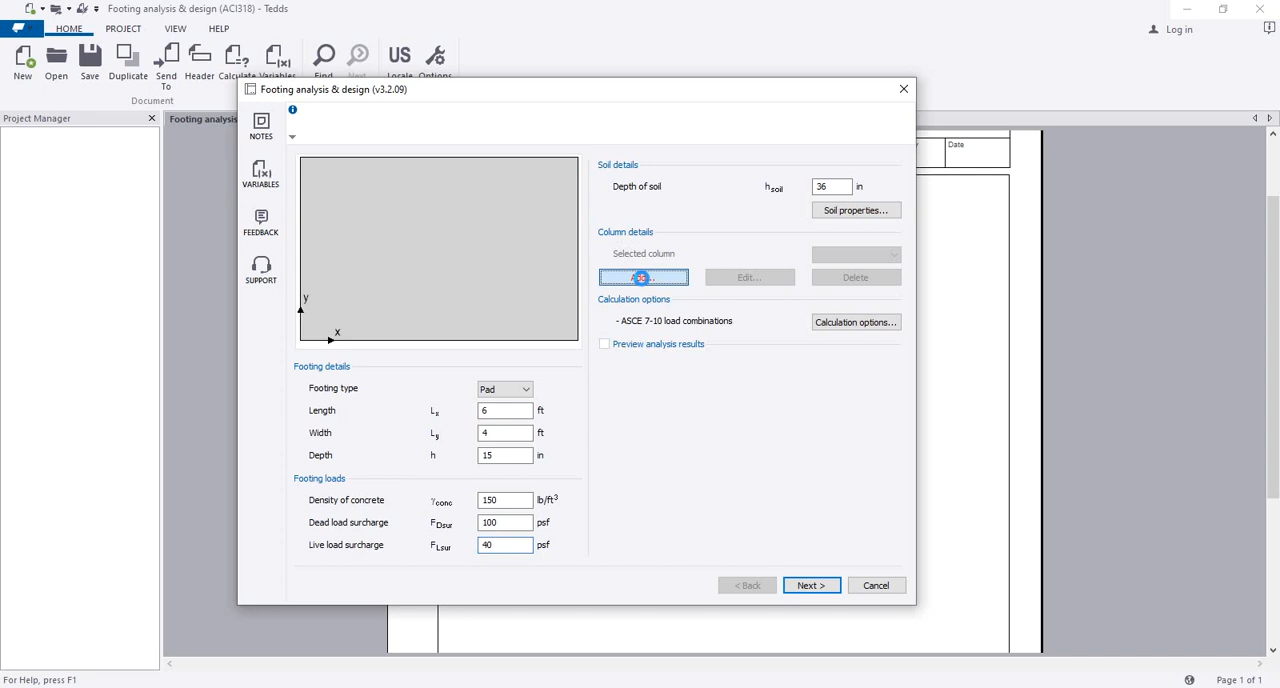 Footing analysis & design (ACI318) - Tedds
HOME PROJECT VIEW HELP
Log in
New Open Save Duplicate Send To Header Calculate Variables Find Next Locale Options
US
Document
Project Manager
Footing analysis
Date
Footing analysis & design (v3.2.09)
NOTES
VARIABLES
FEEDBACK
SUPPORT
y
x
Footing details
Footing type Pad
Length Lx 6 ft
Width Ly 4 ft
Depth h 15 in
Footing loads
Density of concrete γconc 150 lb/ft³
Dead load surcharge FDsur 100 psf
Live load surcharge FLsur 40 psf
Soil details
Depth of soil hsoil 36 in
Soil properties...
Column details
Selected column
Edit... Delete
Calculation options
- ASCE 7-10 load combinations Calculation options...
Preview analysis results
< Back Next > Cancel
For Help, press F1
Page 1 of 1